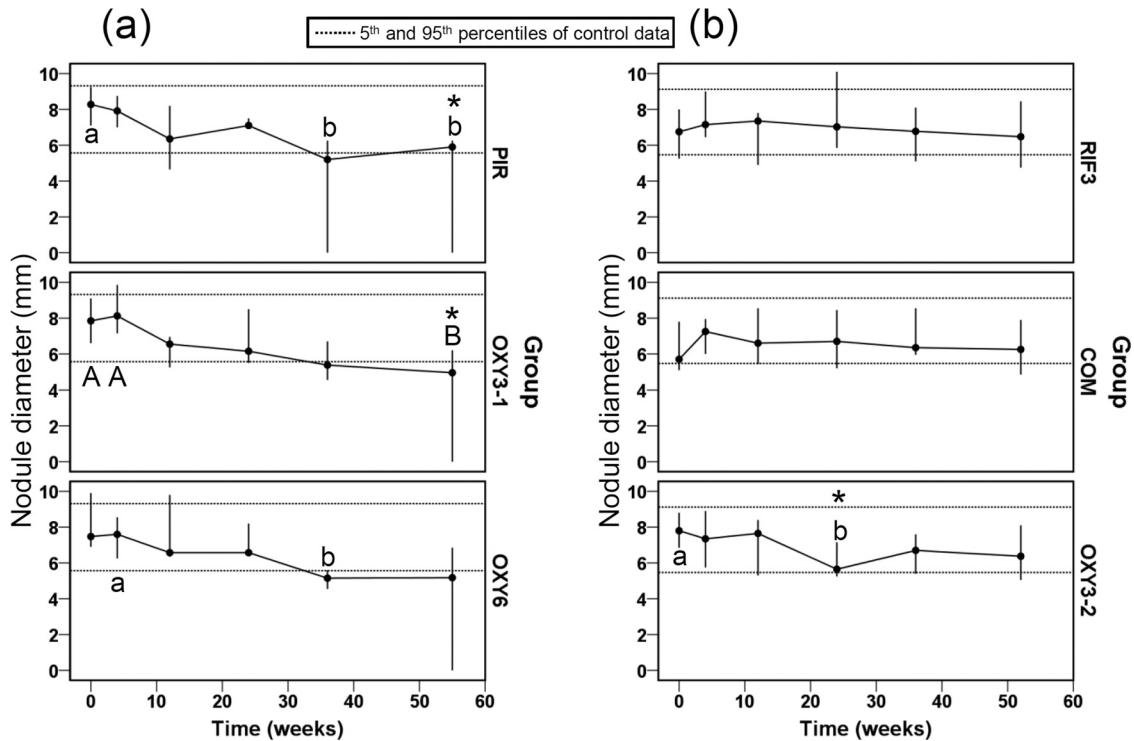 (a)
(b)
5th and 95th percentiles of control data
Nodule diameter (mm)
10
8
6
4
2
0
a
b
*
b
PIR
10
8
6
4
2
0
A A
*
B
OXY3-1
10
8
6
4
2
0
a
b
OXY6
Group
0 10 20 30 40 50 60
Time (weeks)
Nodule diameter (mm)
10
8
6
4
2
0
RIF3
10
8
6
4
2
0
COM
10
8
6
4
2
0
a
*
b
OXY3-2
Group
0 10 20 30 40 50 60
Time (weeks)